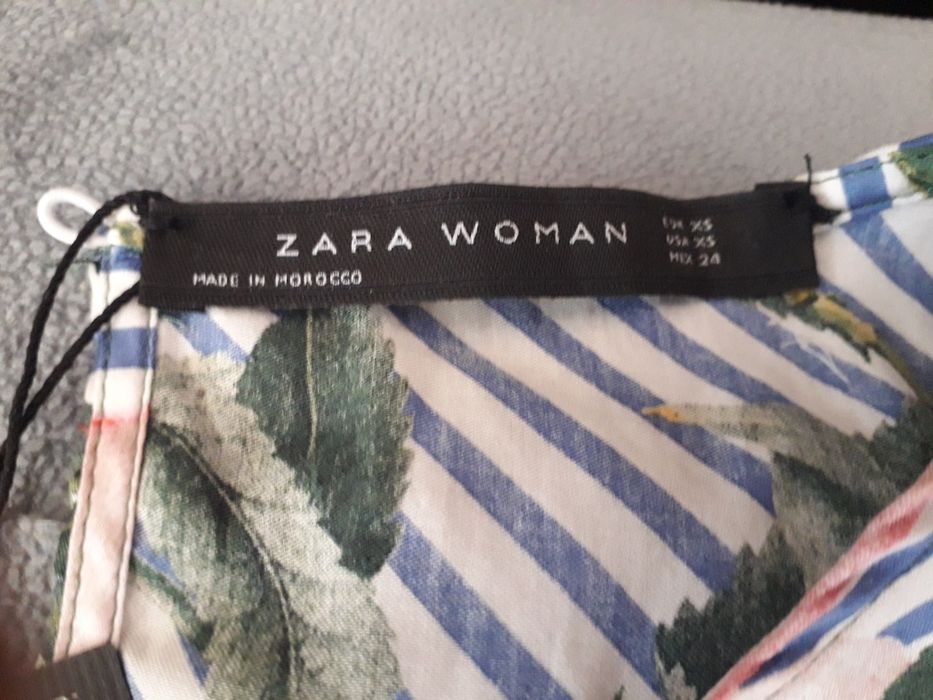 ZARA WOMAN
EUR XS
USA XS
MEX 24
MADE IN MOROCCO